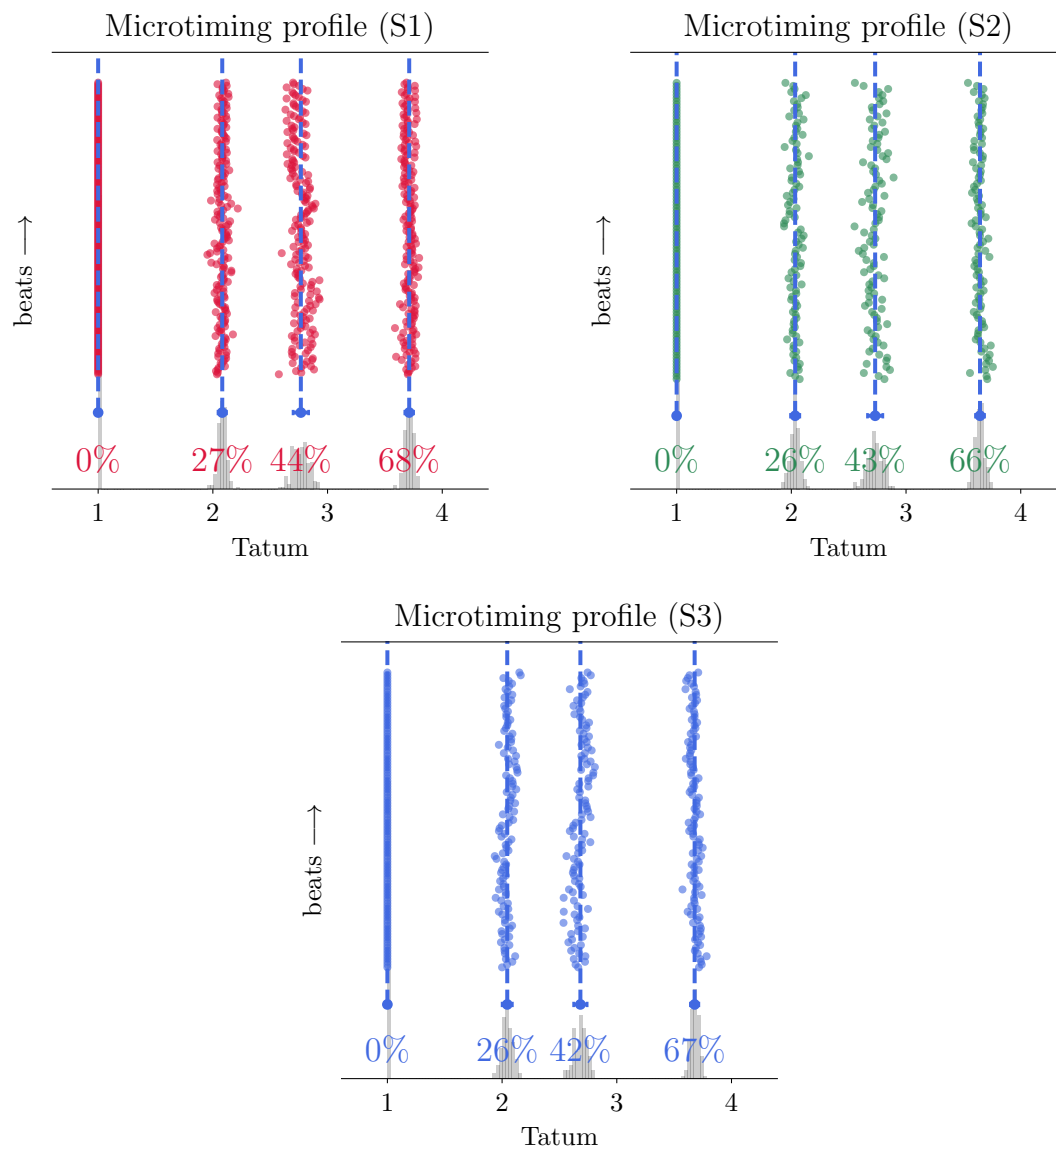 Microtiming profile (S1)
beats →
0% 27% 44% 68%
1 2 3 4
Tatum
Microtiming profile (S2)
beats →
0% 26% 43% 66%
1 2 3 4
Tatum
Microtiming profile (S3)
beats →
0% 26% 42% 67%
1 2 3 4
Tatum